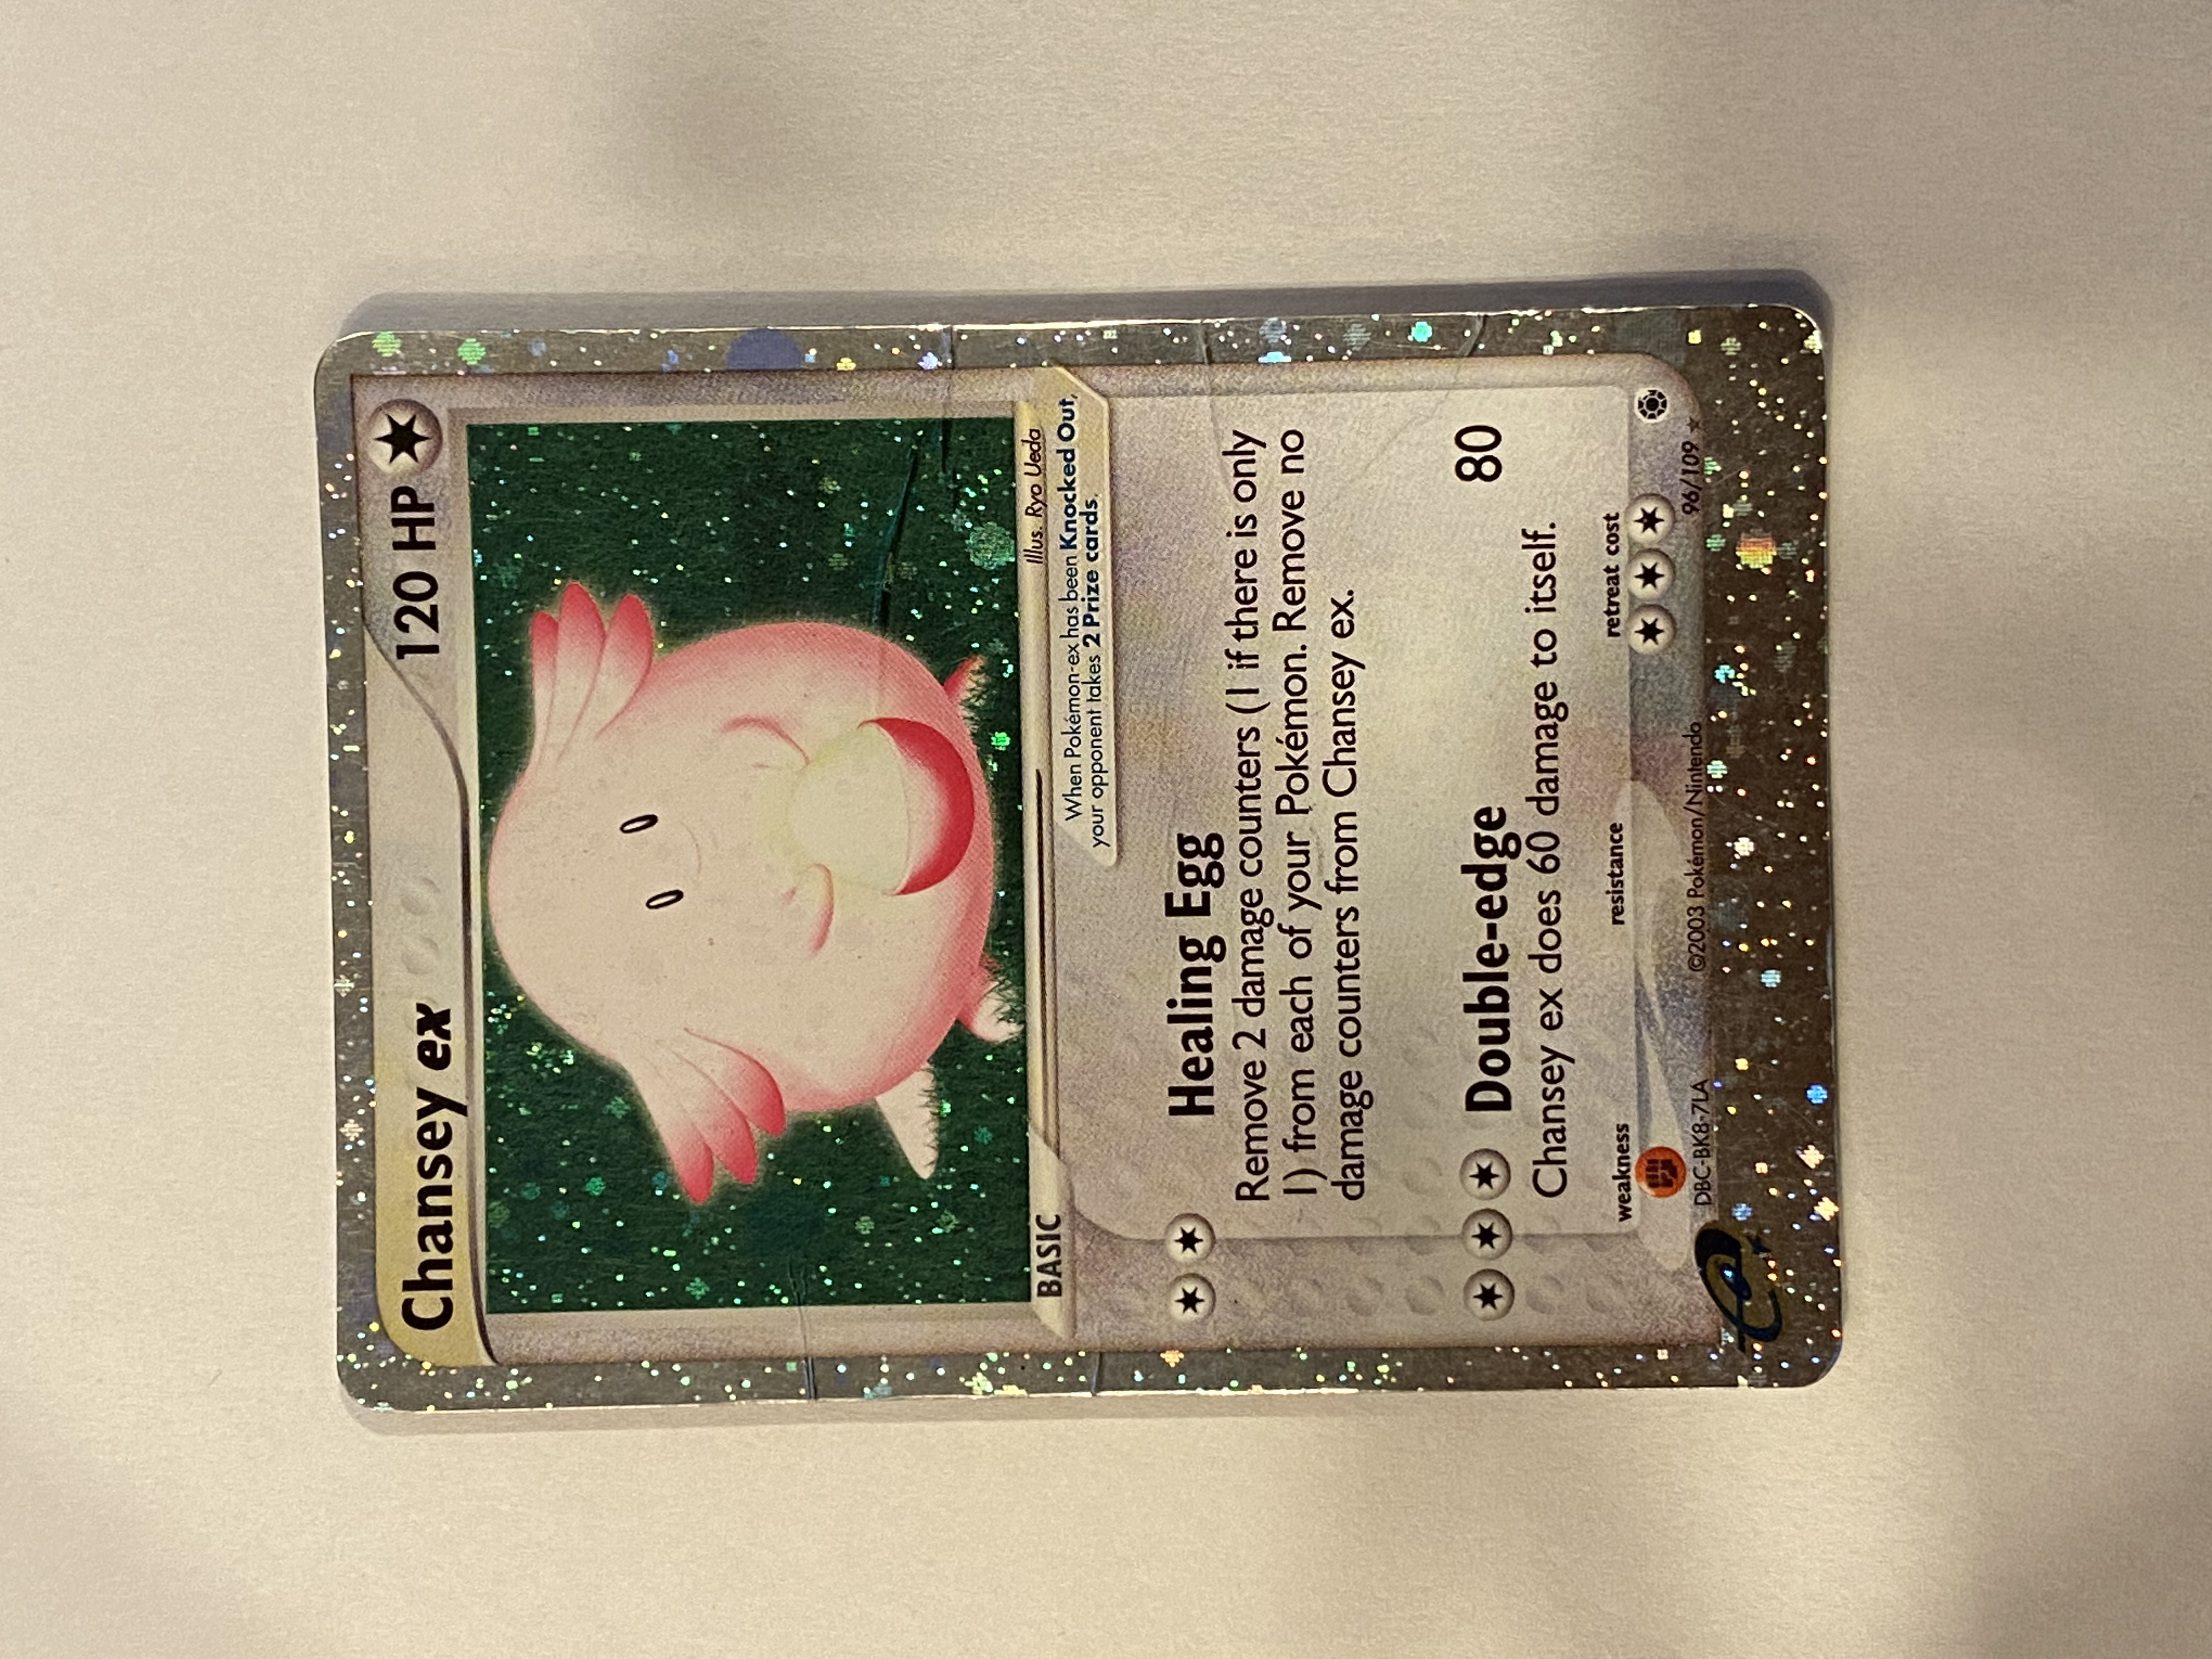 Chansey ex 120 HP
BASIC
Illus. Ryo Ueda
When Pokémon-ex has been Knocked Out,
your opponent takes 2 Prize cards.
Healing Egg
Remove 2 damage counters (1 if there is only
1) from each of your Pokémon. Remove no
damage counters from Chansey ex.
Double-edge 80
Chansey ex does 60 damage to itself.
weakness resistance retreat cost
DBC-BK8-7LA ©2003 Pokémon/Nintendo 96/109 ★
e